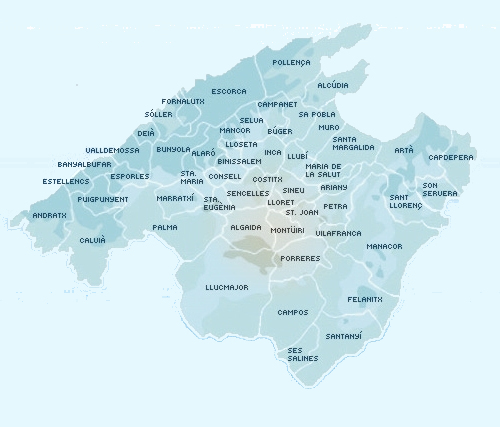 POLLENÇA
ALCÚDIA
ESCORCA
FORNALUTX
CAMPANET
SÓLLER
SA POBLA
SELVA
MURO
DEIÀ
MANCOR
BÚGER
SANTA
MARGALIDA
LLOSETA
VALLDEMOSSA
BUNYOLA
ALARÓ
INCA
LLUBÍ
ARTÀ
CAPDEPERA
BINISSALEM
BANYALBUFAR
MARIA DE
LA SALUT
ESPORLES
STA.
MARIA
CONSELL
COSTITX
ESTELLENCS
SENCELLES
SINEU
ARIANY
SON
SERVERA
PUIGPUNYENT
MARRATXÍ
STA.
EUGENIA
LLORET
PETRA
SANT
LLORENÇ
ST. JOAN
ANDRATX
PALMA
ALGAIDA
MONTÜIRI
VILAFRANCA
CALUIÀ
MANACOR
PORRERES
LLUCMAJOR
FELANITX
CAMPOS
SANTANYÍ
SES
SALINES